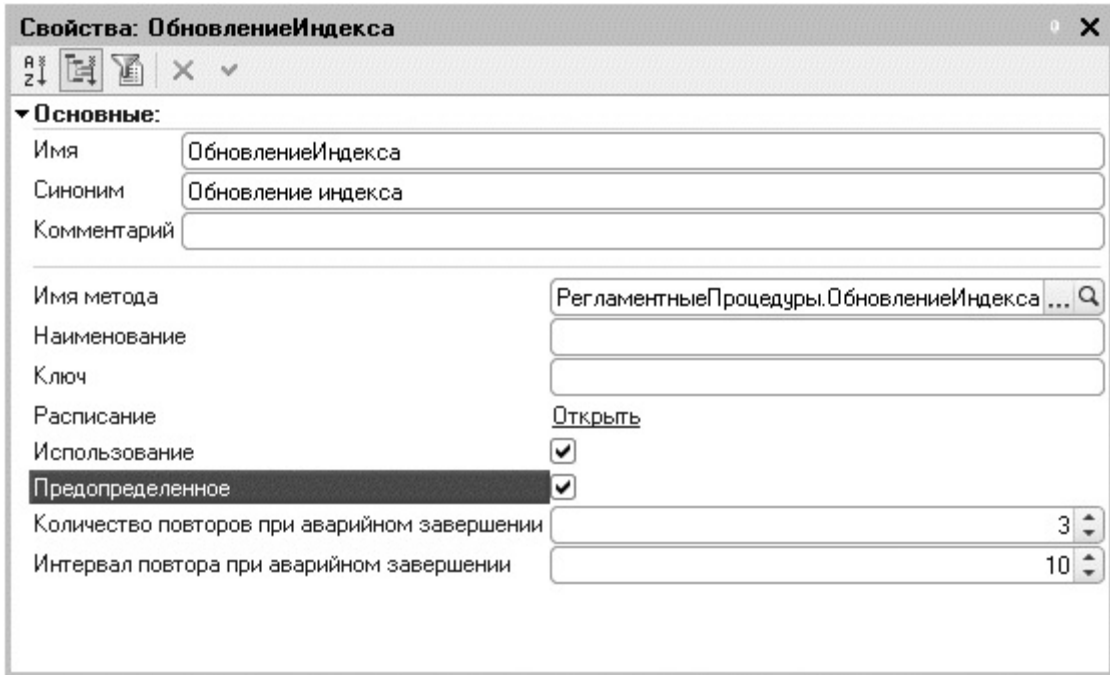 Свойства: ОбновлениеИндекса
Основные:
Имя ОбновлениеИндекса
Синоним Обновление индекса
Комментарий
Имя метода РегламентныеПроцедуры.ОбновлениеИндекса ...
Наименование
Ключ
Расписание Открыть
Использование
Предопределенное
Количество повторов при аварийном завершении 3
Интервал повтора при аварийном завершении 10